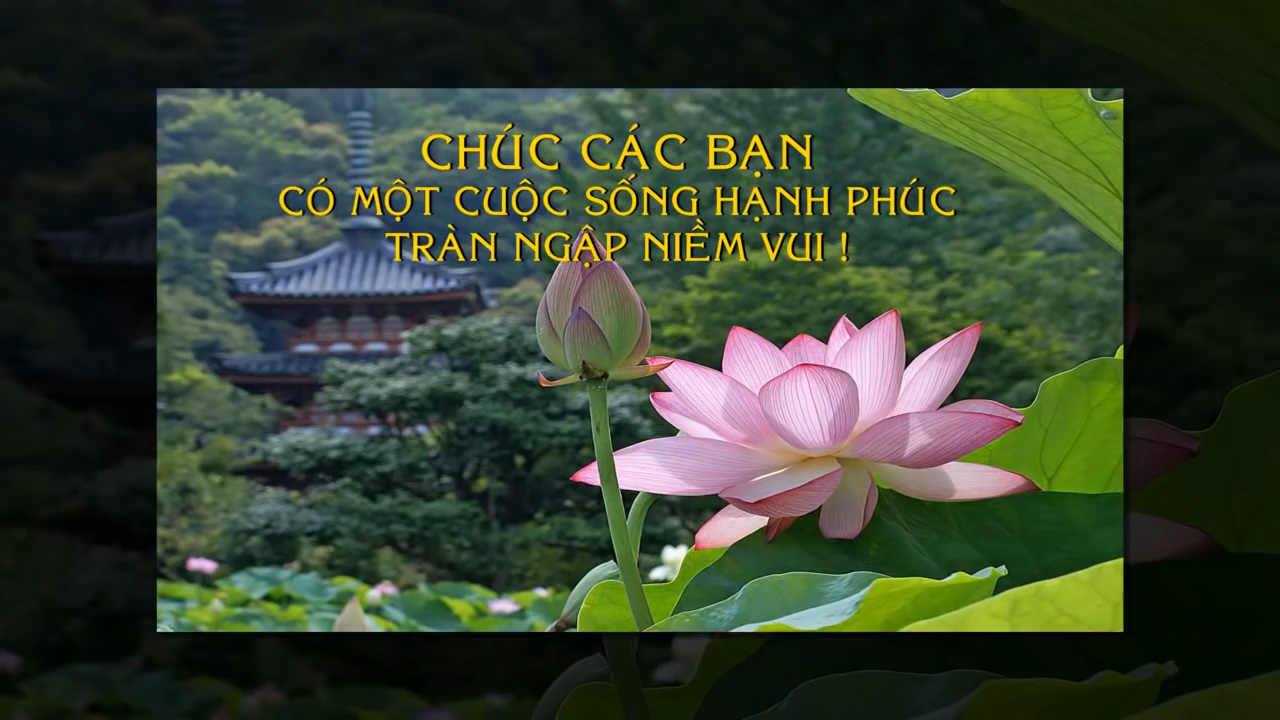 CHÚC CÁC BẠN
CÓ MỘT CUỘC SỐNG HẠNH PHÚC
TRÀN NGẬP NIỀM VUI !